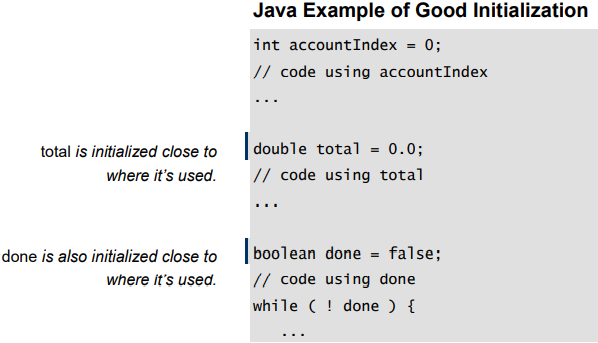 Java Example of Good Initialization
int accountIndex = 0;
// code using accountIndex
...
total is initialized close to
where it's used.
double total = 0.0;
// code using total
...
done is also initialized close to
where it's used.
boolean done = false;
// code using done
while ( ! done ) {
...